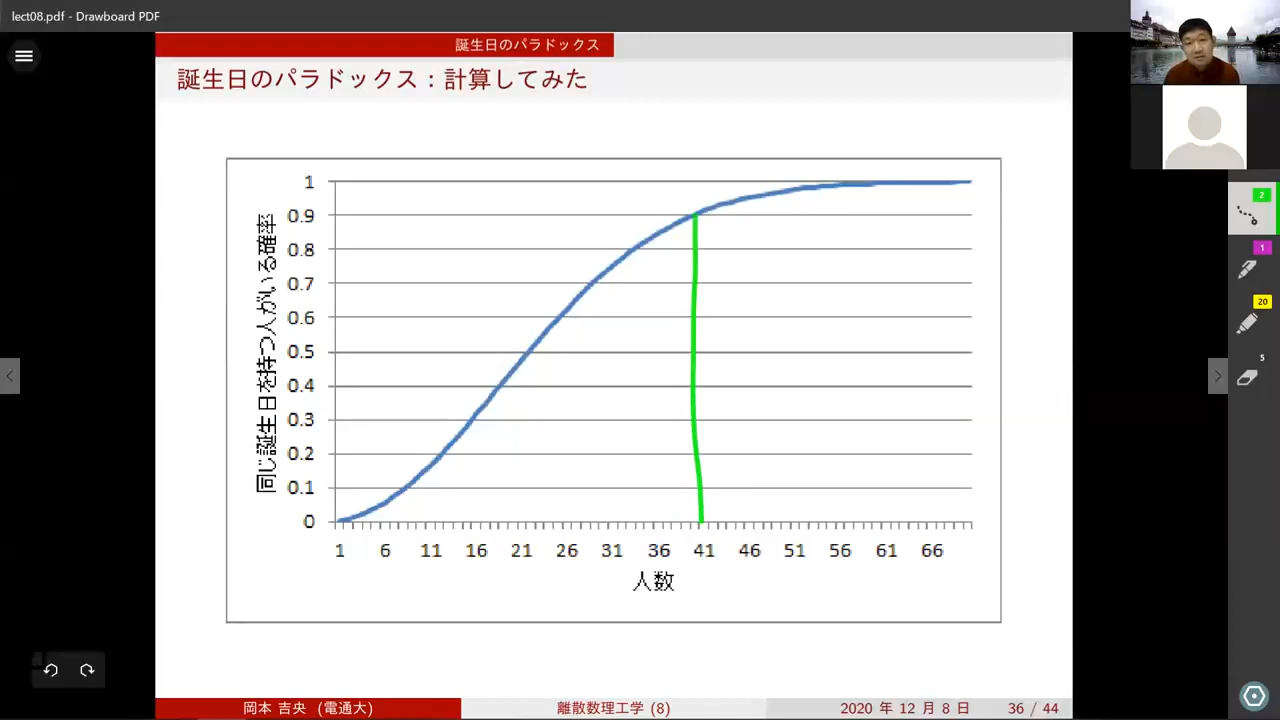 lect08.pdf - Drawboard PDF
誕生日のパラドックス
誕生日のパラドックス：計算してみた
同じ誕生日を持つ人がいる確率
1
0.9
0.8
0.7
0.6
0.5
0.4
0.3
0.2
0.1
0
1 6 11 16 21 26 31 36 41 46 51 56 61 66
人数
2
1
20
5
岡本 吉央 (電通大) 離散数理工学 (8) 2020 年 12 月 8 日 36 / 44